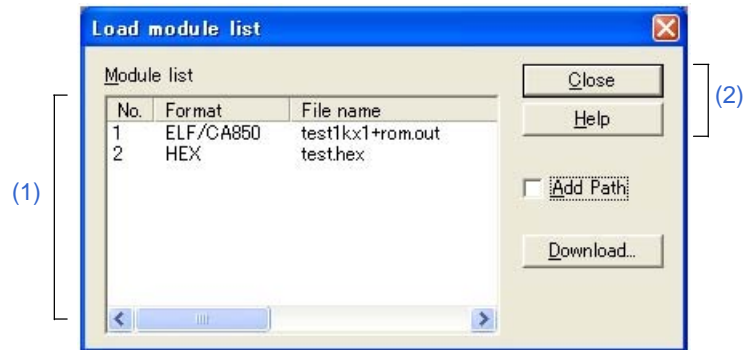 Load module list
Module list
No. Format File name
1 ELF/CA850 test1kx1+rom.out
2 HEX test.hex
Close
Help
Add Path
Download...
(1)
(2)